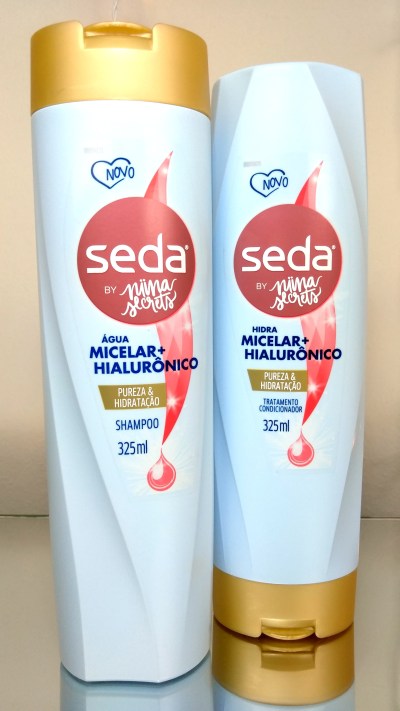 NOVO
seda
BY niina
secrets
ÁGUA
MICELAR+
HIALURÔNICO
PUREZA &
HIDRATAÇÃO
SHAMPOO
325ml
NOVO
seda
BY niina
secrets
HIDRA
MICELAR+
HIALURÔNICO
PUREZA &
HIDRATAÇÃO
TRATAMENTO
CONDICIONADOR
325ml